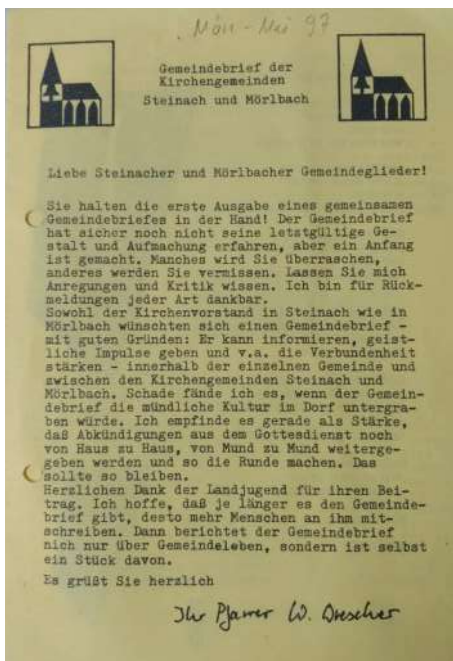 März - Mai 97
Gemeindebrief der
Kirchengemeinden
Steinach und Mörlbach
Liebe Steinacher und Mörlbacher Gemeindeglieder!
Sie halten die erste Ausgabe eines gemeinsamen
Gemeindebriefes in der Hand! Der Gemeindebrief
hat sicher noch nicht seine letztgültige Ge-
stalt und Aufmachung erfahren, aber ein Anfang
ist gemacht. Manches wird Sie überraschen,
anderes werden Sie vermissen. Lassen Sie mich
Anregungen und Kritik wissen. Ich bin für Rück-
meldungen jeder Art dankbar.
Sowohl der Kirchenvorstand in Steinach wie in
Mörlbach wünschten sich einen Gemeindebrief -
mit guten Gründen: Er kann informieren, geist-
liche Impulse geben und v.a. die Verbundenheit
stärken - innerhalb der einzelnen Gemeinde und
zwischen den Kirchengemeinden Steinach und
Mörlbach. Schade fände ich es, wenn der Gemein-
debrief die mündliche Kultur im Dorf untergra-
ben würde. Ich empfinde es gerade als Stärke,
daß Abkündigungen aus dem Gottesdienst noch
von Haus zu Haus, von Mund zu Mund weiterge-
geben werden und so die Runde machen. Das
sollte so bleiben.
Herzlichen Dank der Landjugend für ihren Bei-
trag. Ich hoffe, daß je länger es den Gemeinde-
brief gibt, desto mehr Menschen an ihm mit-
schreiben. Dann berichtet der Gemeindebrief
nich nur über Gemeindeleben, sondern ist selbst
ein Stück davon.
Es grüßt Sie herzlich
Ihr Pfarrer W. Drescher